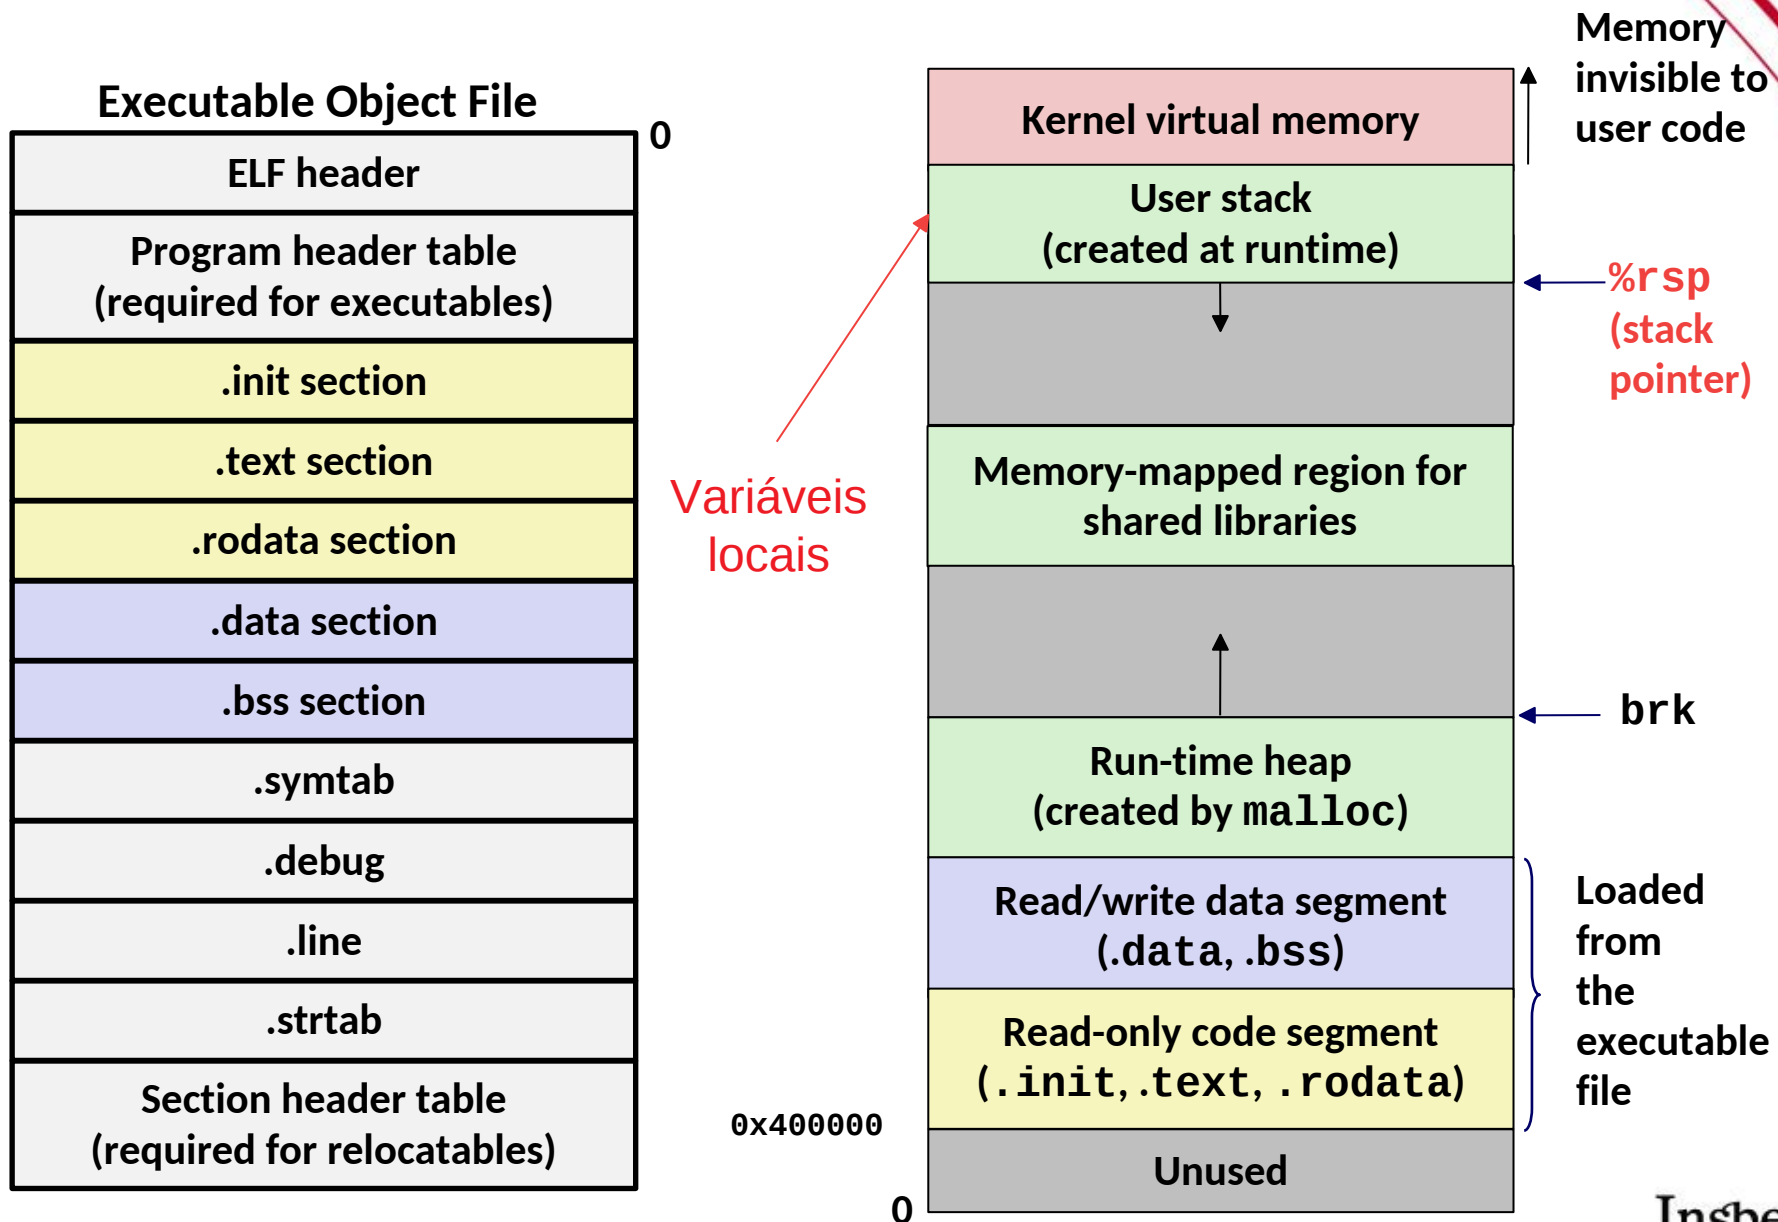 Executable Object File
0
ELF header
Program header table
(required for executables)
.init section
.text section
.rodata section
.data section
.bss section
.symtab
.debug
.line
.strtab
Section header table
(required for relocatables)
Variáveis
locais
Kernel virtual memory
User stack
(created at runtime)
Memory-mapped region for
shared libraries
Run-time heap
(created by malloc)
Read/write data segment
(.data, .bss)
Read-only code segment
(.init, .text, .rodata)
Unused
0x400000
0
Memory
invisible to
user code
%rsp
(stack
pointer)
brk
Loaded
from
the
executable
file